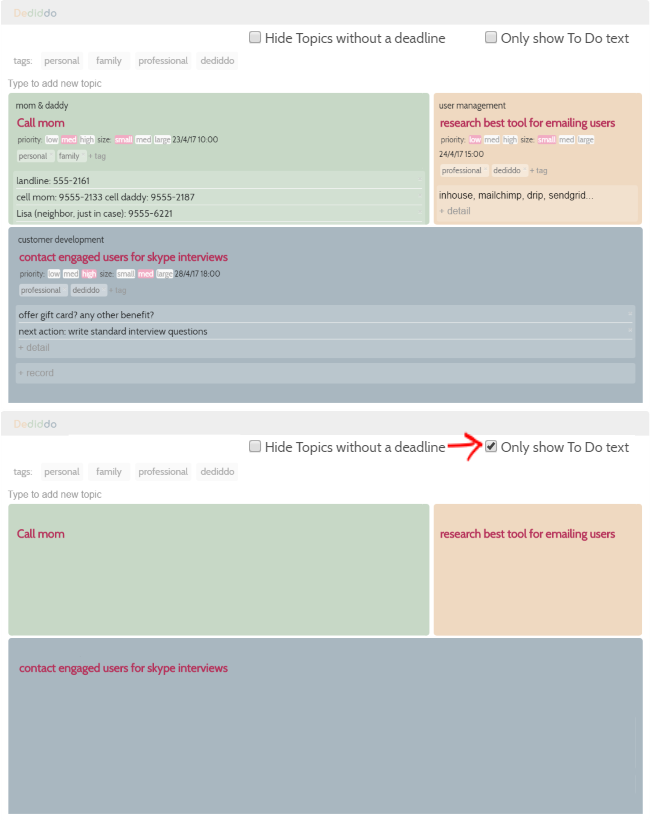 Dediddo
Hide Topics without a deadline Only show To Do text
tags: personal family professional dediddo
Type to add new topic
mom & daddy
Call mom
priority: low med high size: small med large 23/4/17 10:00
personal family + tag
landline: 555-2161
cell mom: 9555-2133 cell daddy: 9555-2187
Lisa (neighbor, just in case): 9555-6221
user management
research best tool for emailing users
priority: low med high size: small med large
24/4/17 15:00
professional dediddo + tag
inhouse, mailchimp, drip, sendgrid...
+ detail
customer development
contact engaged users for skype interviews
priority: low med high size: small med large 28/4/17 18:00
professional dediddo + tag
offer gift card? any other benefit?
next action: write standard interview questions
+ detail
+ record
Dediddo
Hide Topics without a deadline Only show To Do text
tags: personal family professional dediddo
Type to add new topic
Call mom
research best tool for emailing users
contact engaged users for skype interviews